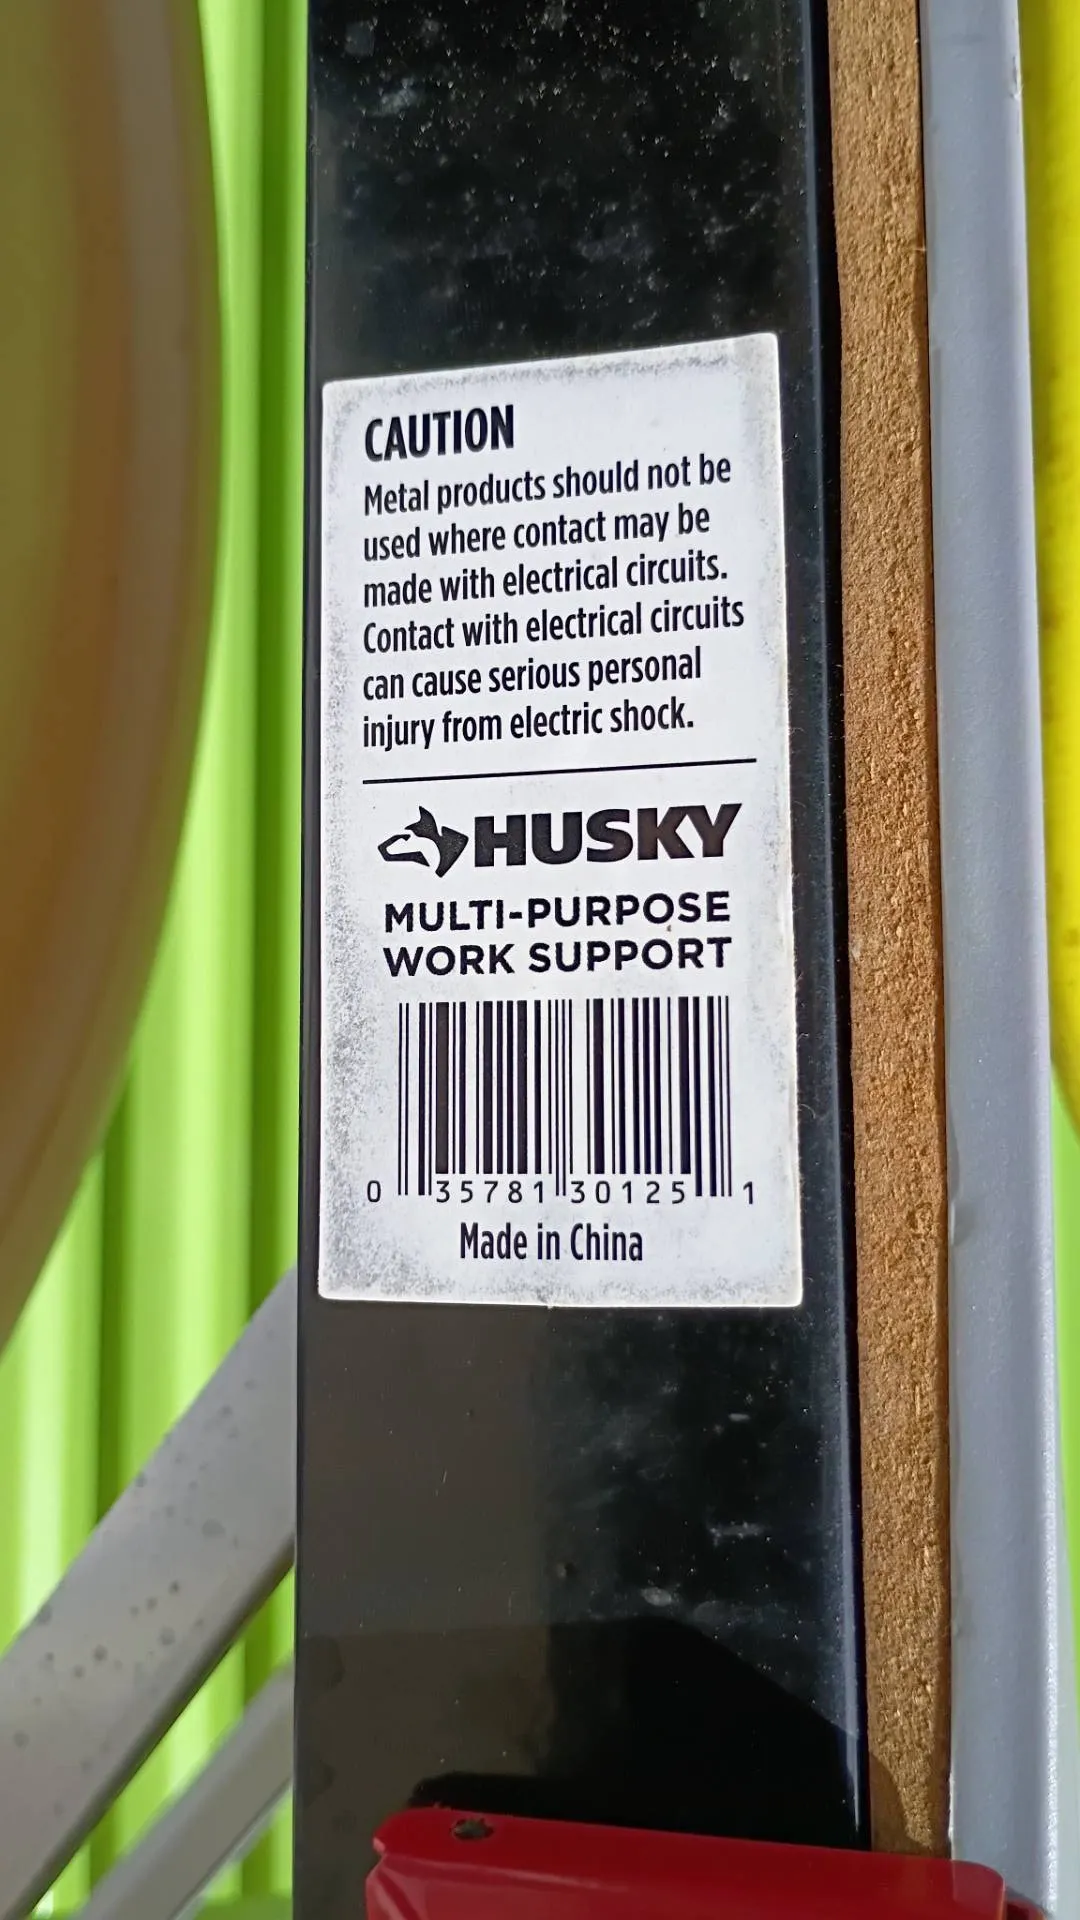 CAUTION
Metal products should not be
used where contact may be
made with electrical circuits.
Contact with electrical circuits
can cause serious personal
injury from electric shock.
HUSKY
MULTI-PURPOSE
WORK SUPPORT
0 35781 30125 1
Made in China